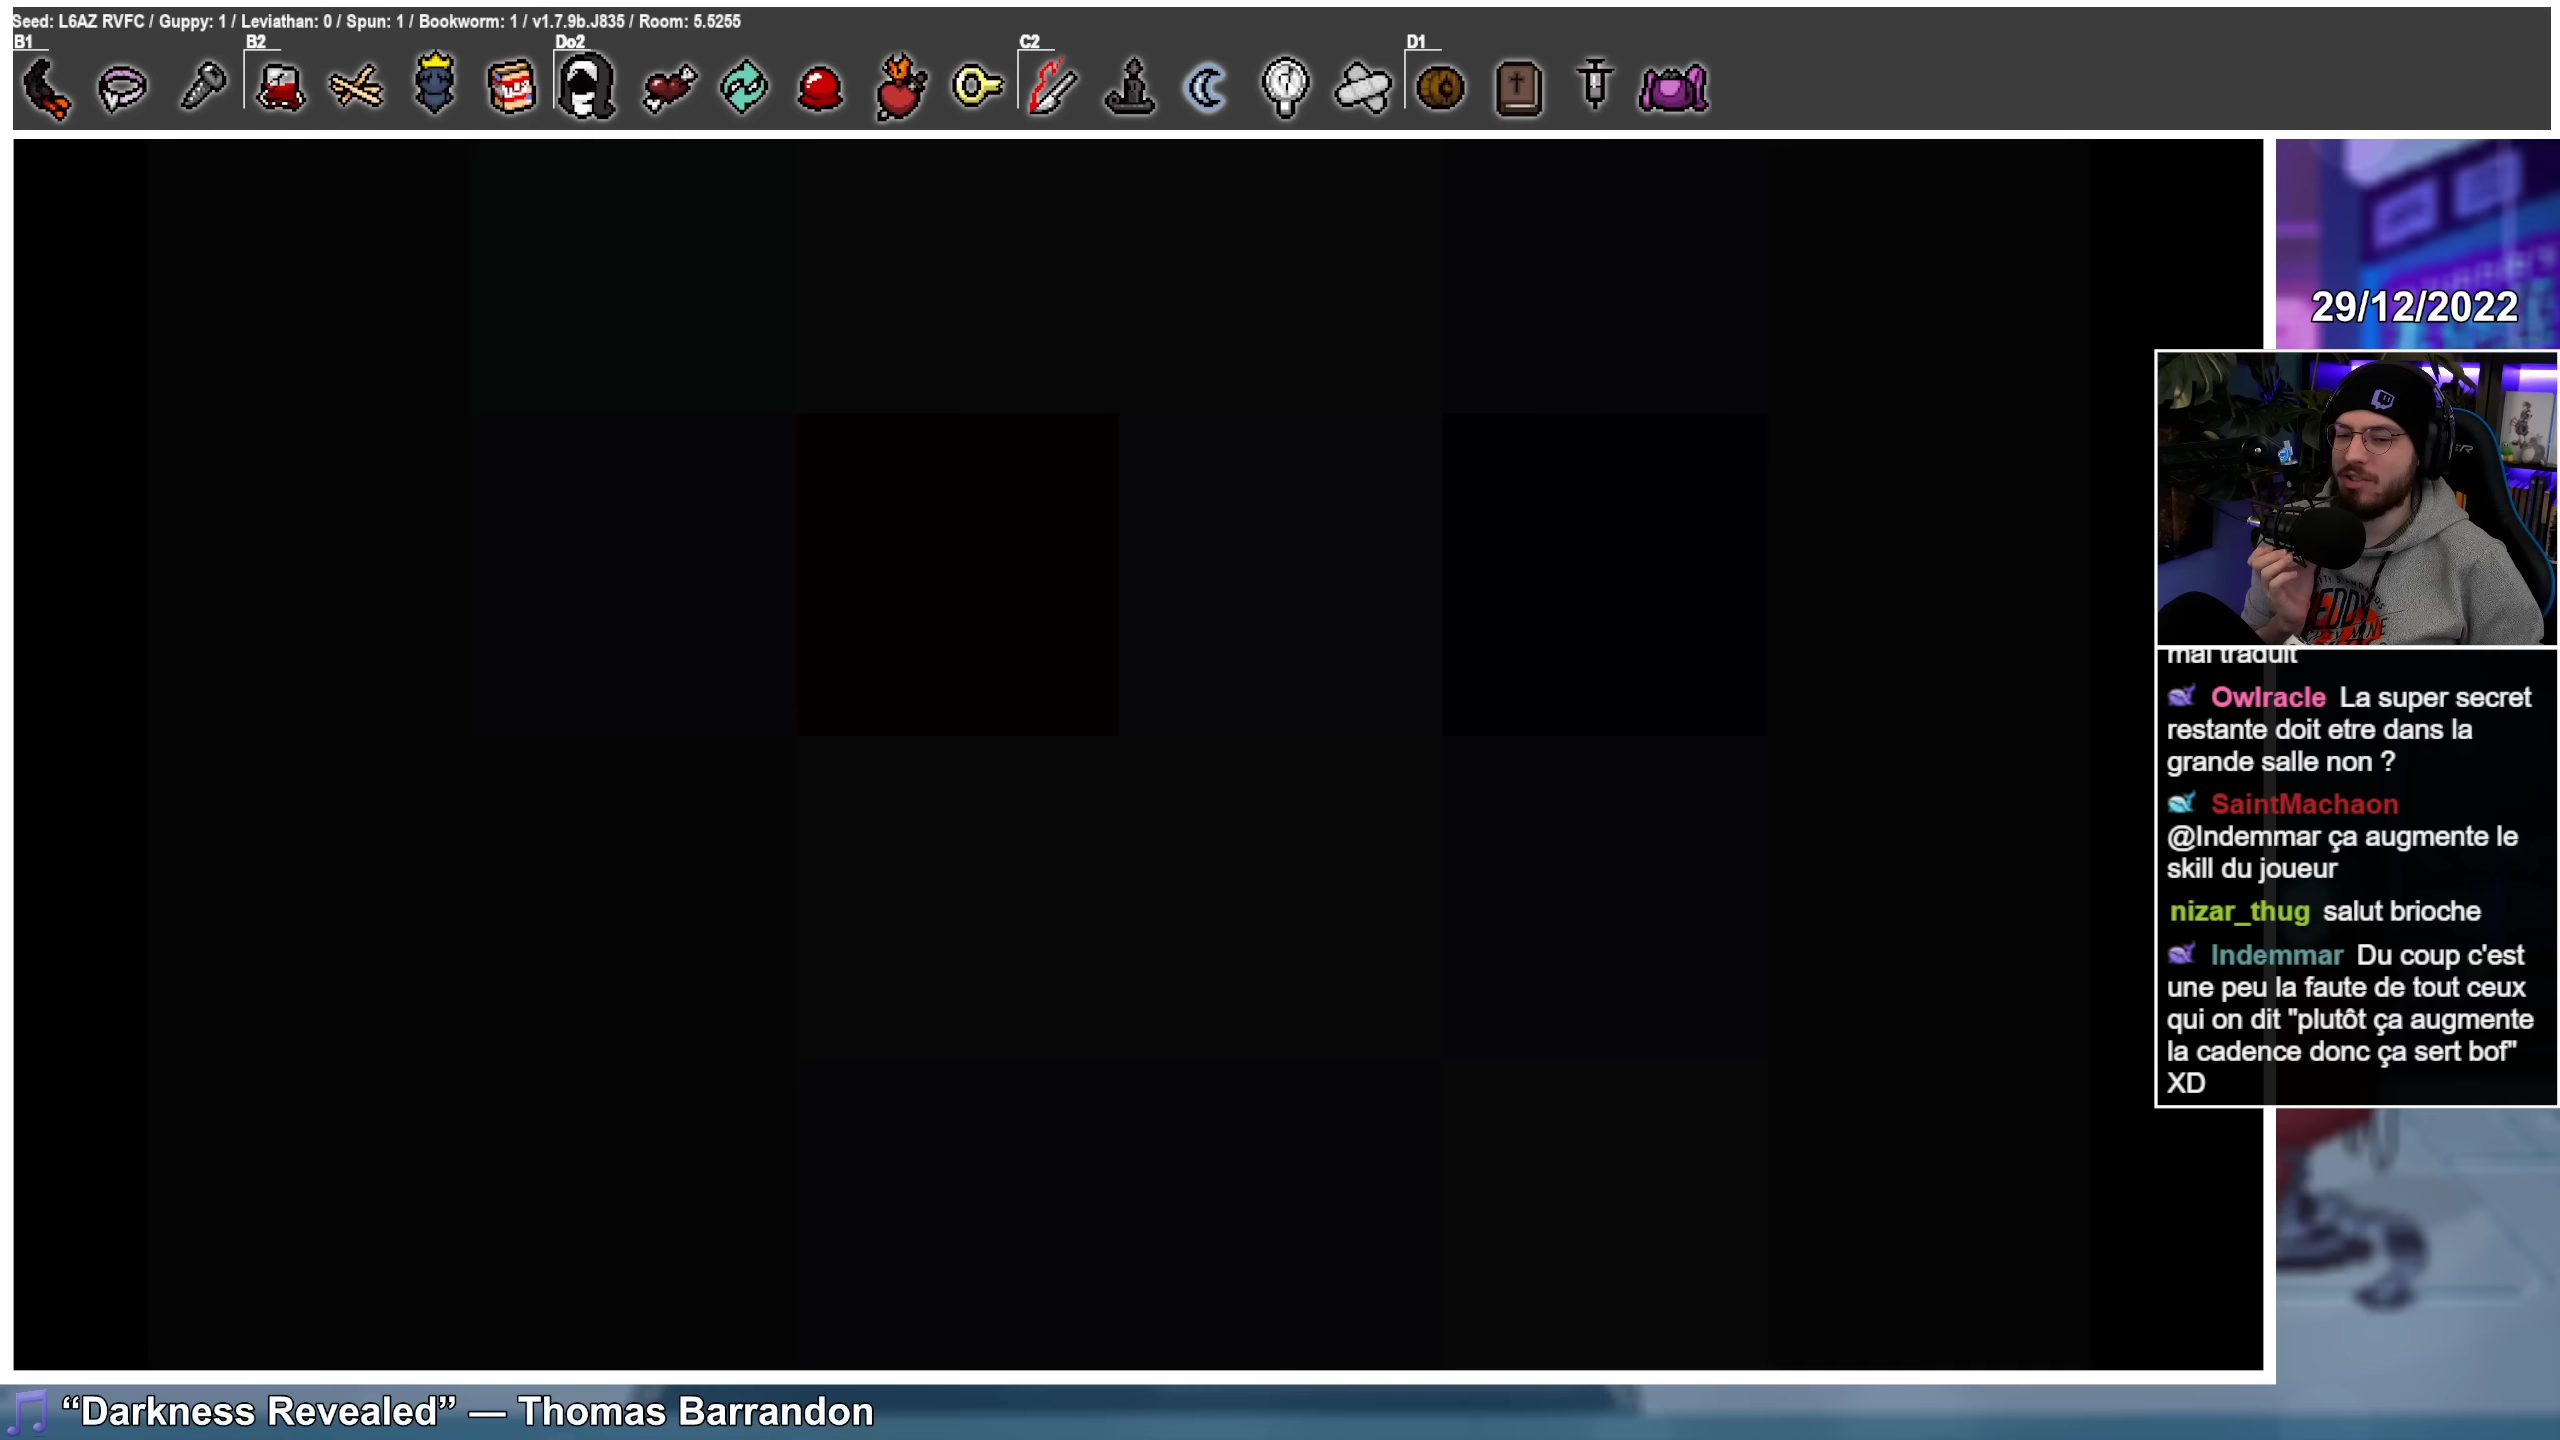 Seed: L6AZ RVFC / Guppy: 1 / Leviathan: 0 / Spun: 1 / Bookworm: 1 / v1.7.9b.J835 / Room: 5.5255
B1 B2 Do2 C2 D1
29/12/2022
mal traduit
Owlracle La super secret
restante doit etre dans la
grande salle non ?
SaintMachaon
@Indemmar ça augmente le
skill du joueur
nizar_thug salut brioche
Indemmar Du coup c'est
une peu la faute de tout ceux
qui on dit "plutôt ça augmente
la cadence donc ça sert bof"
XD
“Darkness Revealed” — Thomas Barrandon